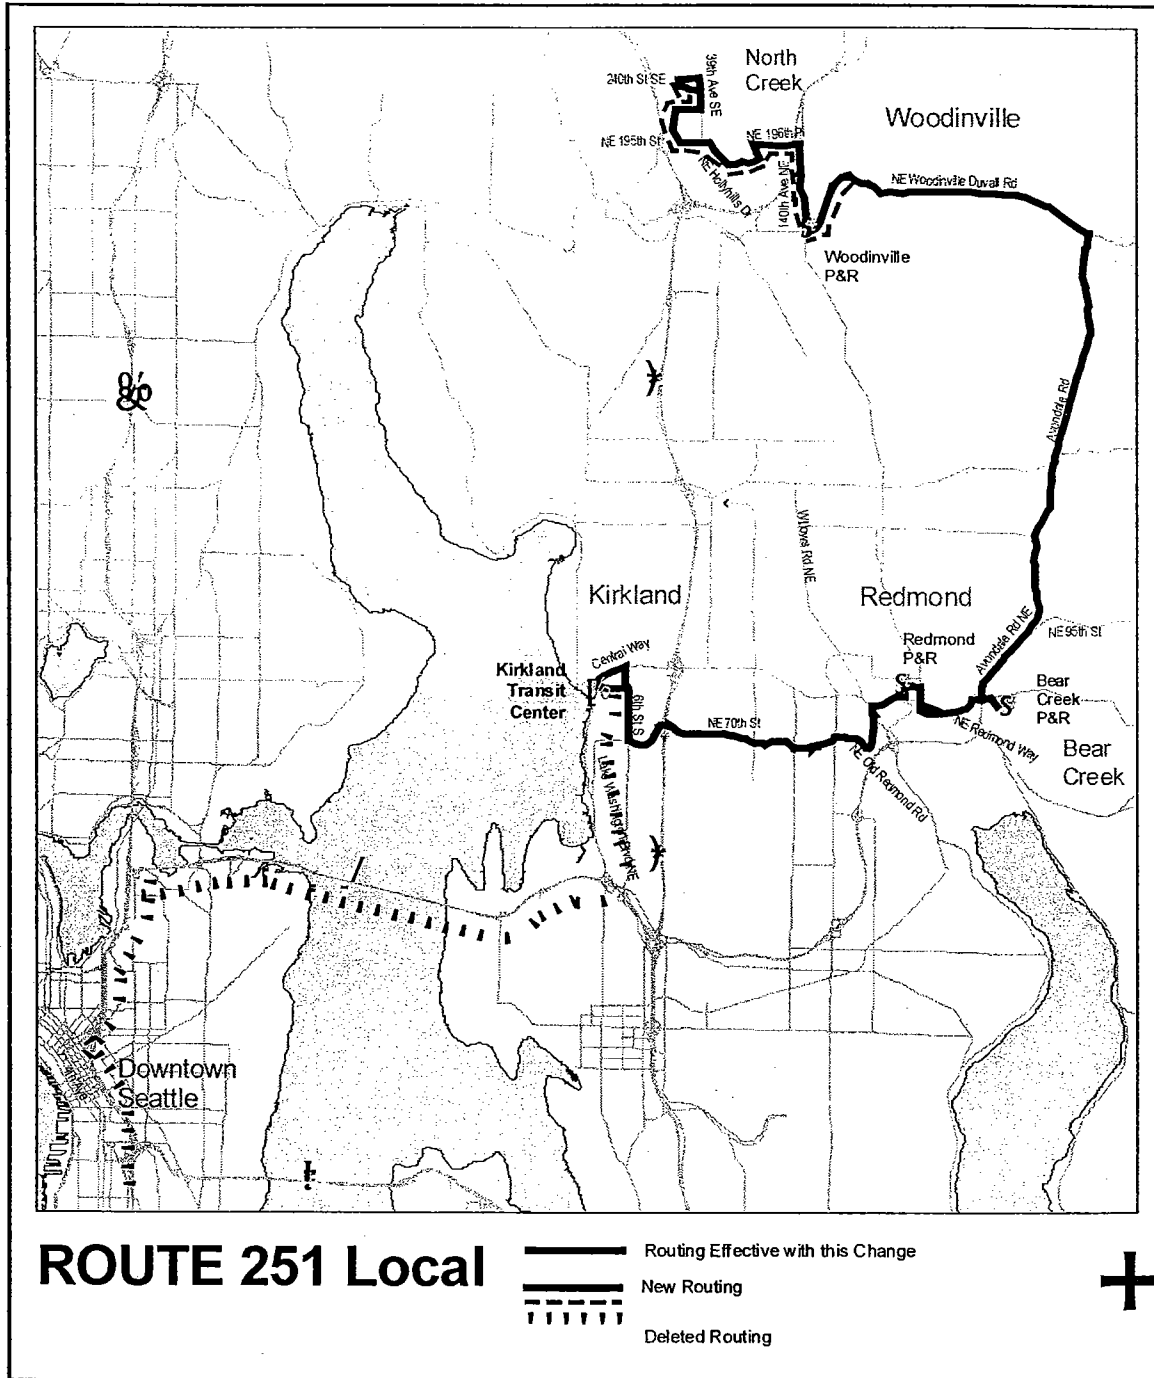 North
Creek
240th St SE
39th Ave SE
Woodinville
NE 195th St
NE 196th Pl
NE Hollyhills Dr
140th Ave NE
NE Woodinville Duvall Rd
Woodinville
P&R
Avondale Rd
Willows Rd NE
Kirkland
Redmond
Redmond
P&R
Avondale Rd NE
NE 95th St
Central Way
Kirkland
Transit
Center
6th St S
NE 70th St
Bear
Creek
P&R
NE Redmond Way
NE Old Redmond Rd
Bear
Creek
Lake Washington Blvd NE
Downtown
Seattle
ROUTE 251 Local
Routing Effective with this Change
New Routing
Deleted Routing